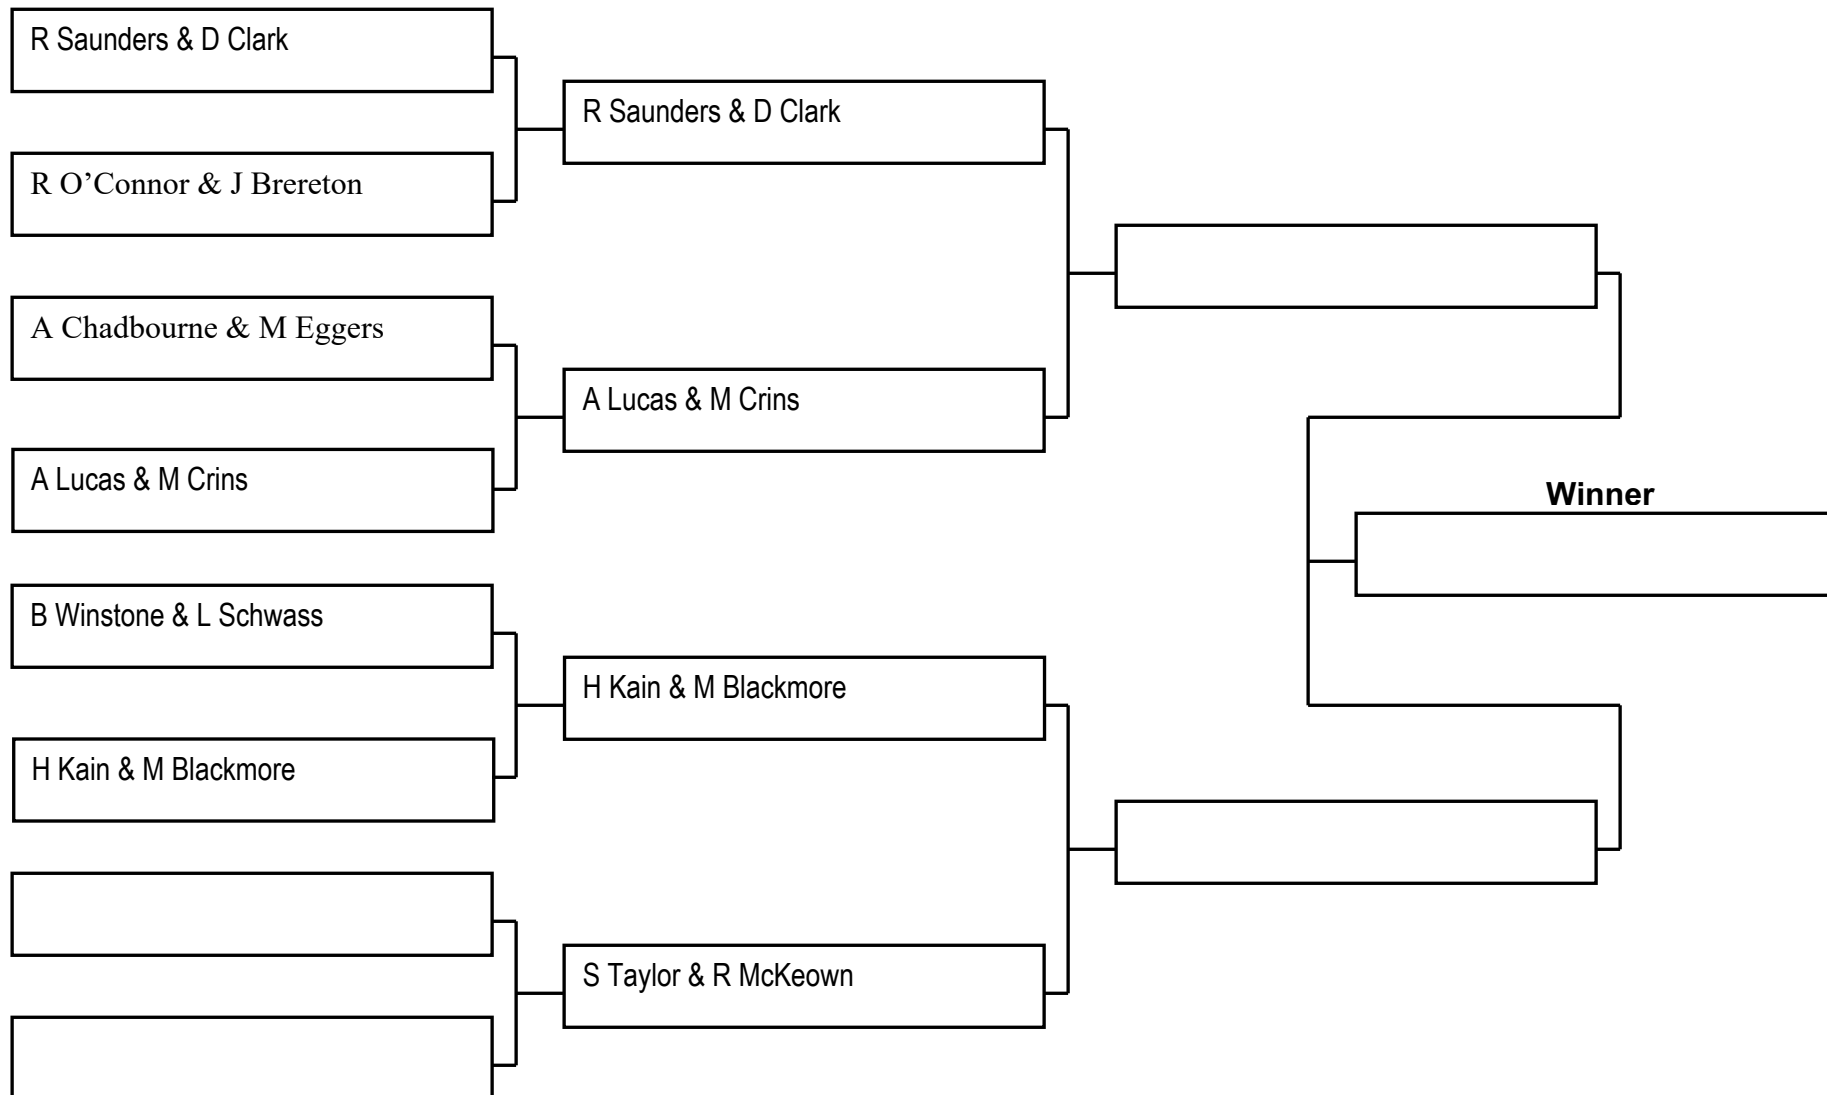 R Saunders & D Clark
R O’Connor & J Brereton
A Chadbourne & M Eggers
A Lucas & M Crins
B Winstone & L Schwass
H Kain & M Blackmore
R Saunders & D Clark
A Lucas & M Crins
H Kain & M Blackmore
S Taylor & R McKeown
Winner